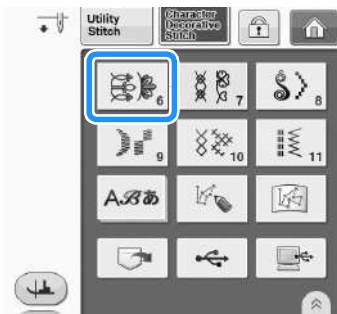 Utility
Stitch
Character
Decorative
Stitch
6
7
8
9
10
11
Aℬあ